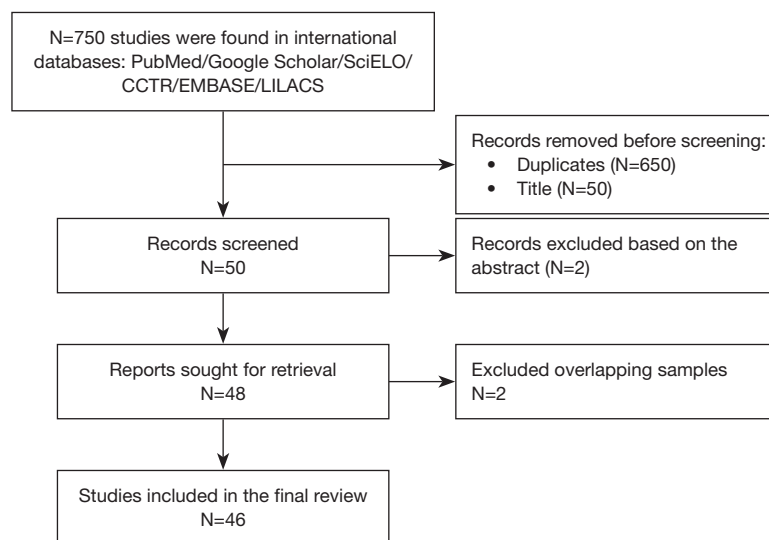 N=750 studies were found in international
databases: PubMed/Google Scholar/SciELO/
CCTR/EMBASE/LILACS
Records removed before screening:
• Duplicates (N=650)
• Title (N=50)
Records screened
N=50
Records excluded based on the
abstract (N=2)
Reports sought for retrieval
N=48
Excluded overlapping samples
N=2
Studies included in the final review
N=46